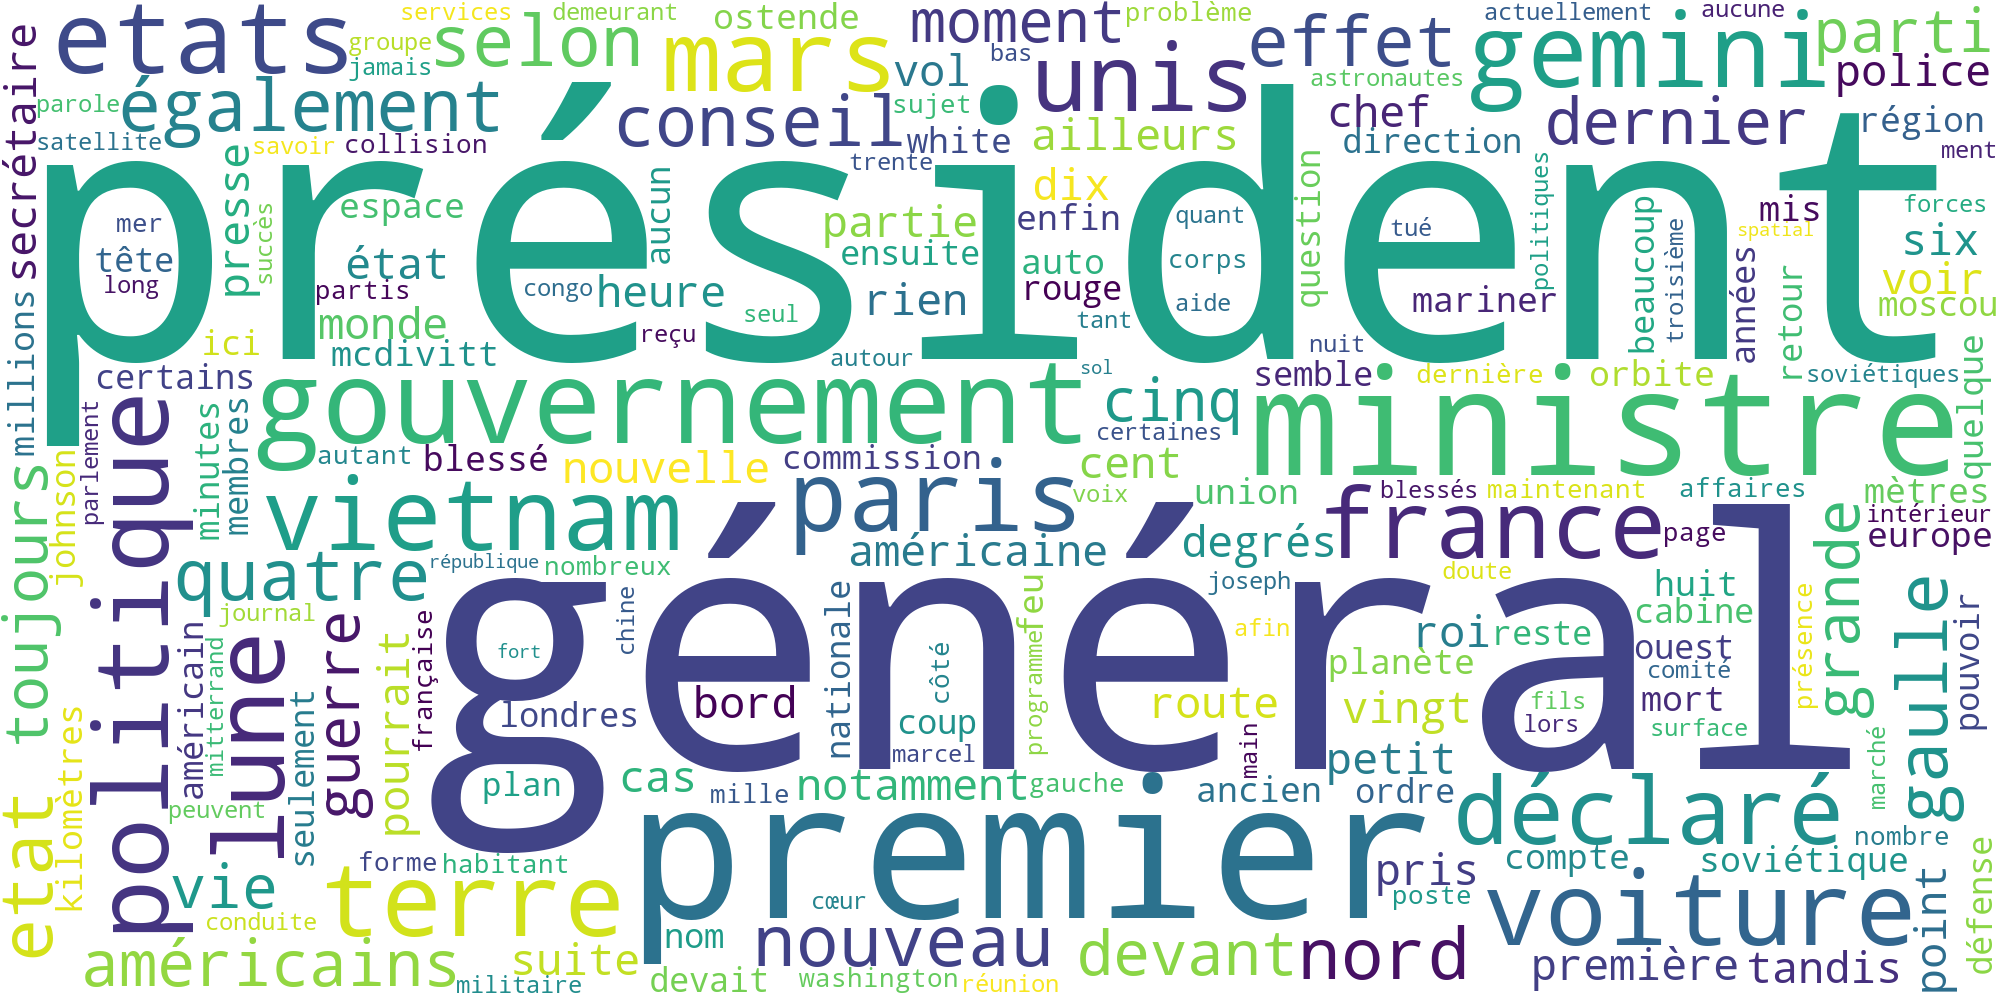 services demeurant ostende moment problème actuellement aucune
etats groupe selon mars vol bas unis effet gemini parti
jamais astronautes police
secrétaire parole également conseil sujet chef dernier région
satellite savoir collision white ailleurs direction ment
presse trente
président
mer espace aucun partie dix enfin quant question tué politiques beaucoup mis forces
tête succès état ensuite auto corps troisième six spatial
long partis congo heure rien rouge aide mariner années voir
millions monde reçu seul tant retour moscou
ici mcdivitt autour nuit
certains sol semble dernière orbite soviétiques quelque
gouvernement cinq ministre
politique parlement minutes membres autant blessé nouvelle commission certaines cent
toujours johnson vietnam paris voix union blessés maintenant affaires mètres
france page intérieur
quatre république nombreux américaine degrés europe
journal chine joseph doute huit grande
général
lune guerre pourrait française fort nationale côté programme feu afin roi reste cabine gaulle pouvoir
américain mitterrand planète ouest présence
seulement londres bord coup route vingt fils mort comité
marcel main lors surface
etat kilomètres peuvent plan cas mille notamment gauche petit marché
ancien ordre
premier déclaré
vie forme habitant compte nombre soviétique défense
terre cœur pris poste voiture point
conduite nom nouveau devant nord
américains suite première tandis
militaire devait washington réunion